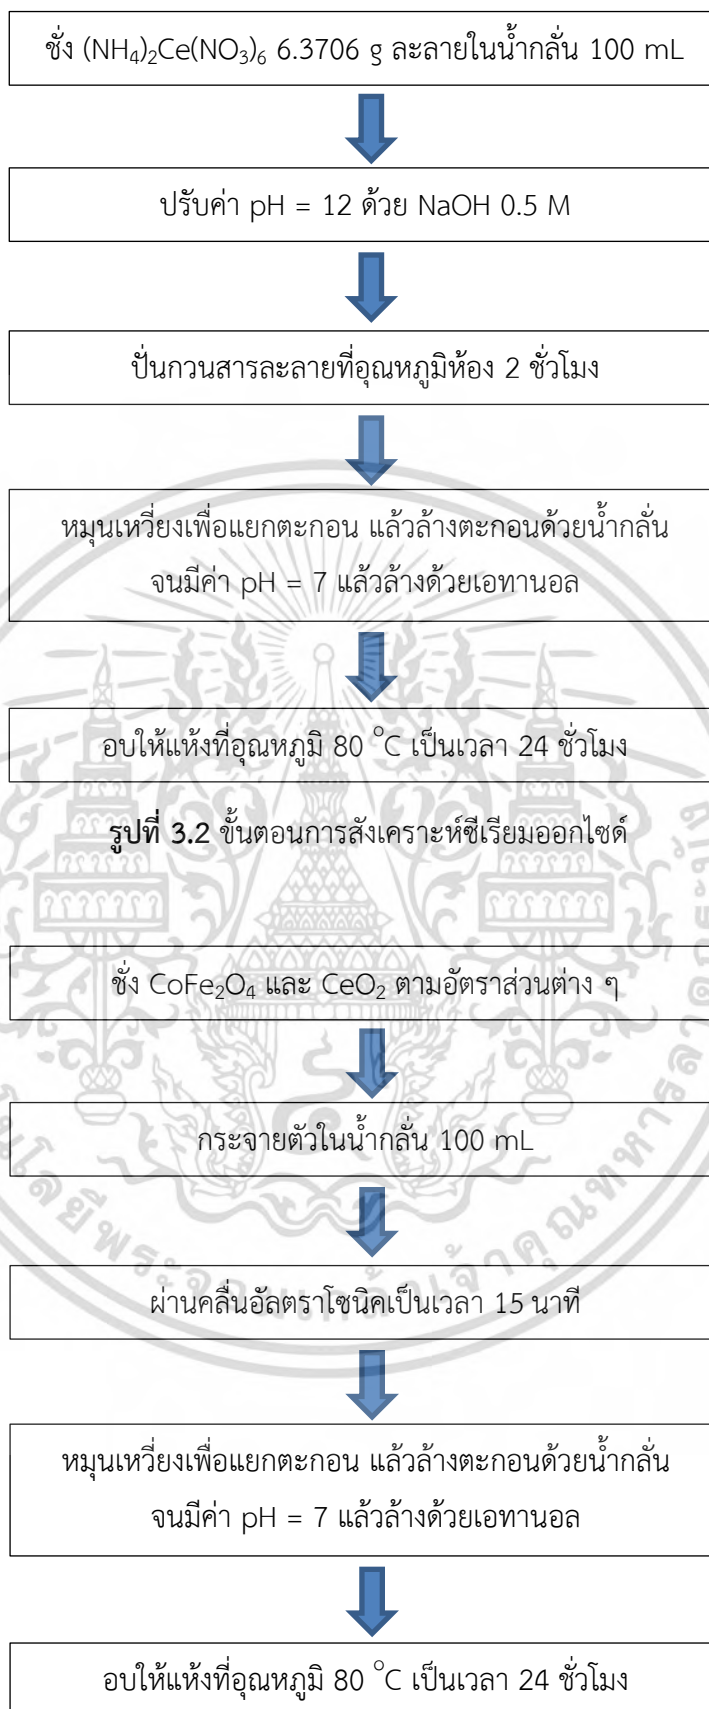 ชั่ง (NH₄)₂Ce(NO₃)₆ 6.3706 g ละลายในน้ำกลั่น 100 mL
ปรับค่า pH = 12 ด้วย NaOH 0.5 M
ปั่นกวนสารละลายที่อุณหภูมิห้อง 2 ชั่วโมง
หมุนเหวี่ยงเพื่อแยกตะกอน แล้วล้างตะกอนด้วยน้ำกลั่น
จนมีค่า pH = 7 แล้วล้างด้วยเอทานอล
อบให้แห้งที่อุณหภูมิ 80 °C เป็นเวลา 24 ชั่วโมง
รูปที่ 3.2 ขั้นตอนการสังเคราะห์ซีเรียมออกไซด์
ชั่ง CoFe₂O₄ และ CeO₂ ตามอัตราส่วนต่าง ๆ
กระจายตัวในน้ำกลั่น 100 mL
ผ่านคลื่นอัลตราโซนิคเป็นเวลา 15 นาที
หมุนเหวี่ยงเพื่อแยกตะกอน แล้วล้างตะกอนด้วยน้ำกลั่น
จนมีค่า pH = 7 แล้วล้างด้วยเอทานอล
อบให้แห้งที่อุณหภูมิ 80 °C เป็นเวลา 24 ชั่วโมง